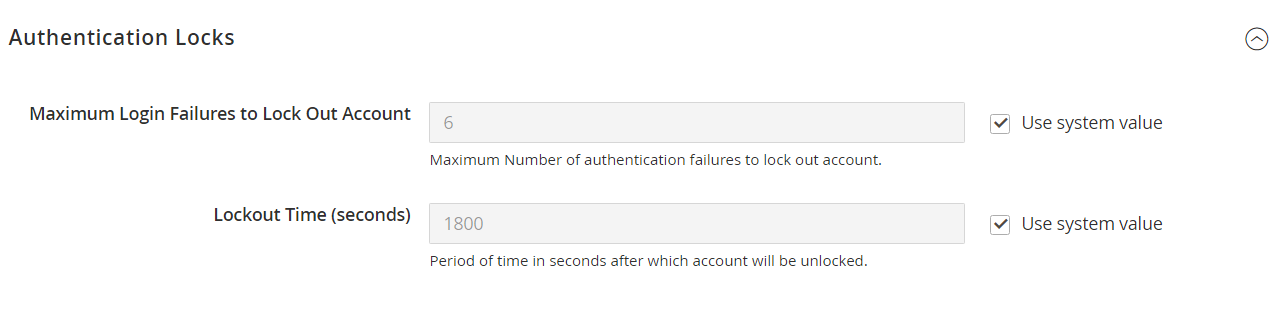 Authentication Locks
Maximum Login Failures to Lock Out Account
6
Use system value
Maximum Number of authentication failures to lock out account.
Lockout Time (seconds)
1800
Use system value
Period of time in seconds after which account will be unlocked.